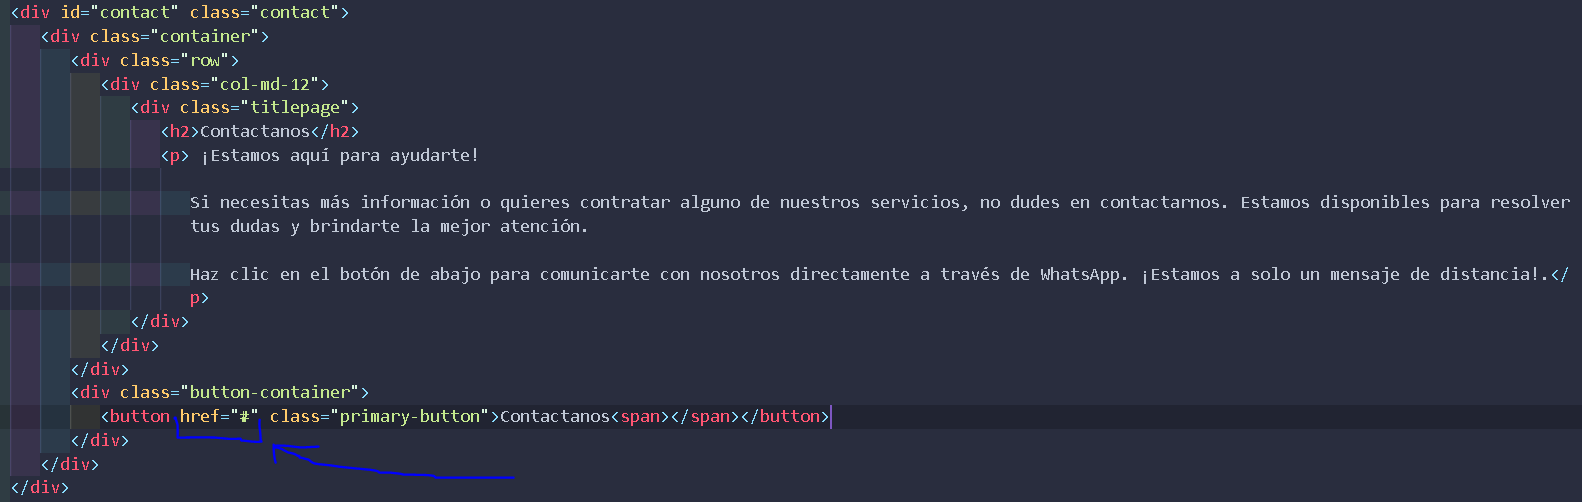 <div id="contact" class="contact">
<div class="container">
<div class="row">
<div class="col-md-12">
<div class="titlepage">
<h2>Contactanos</h2>
<p> ¡Estamos aquí para ayudarte!
Si necesitas más información o quieres contratar alguno de nuestros servicios, no dudes en contactarnos. Estamos disponibles para resolver
tus dudas y brindarte la mejor atención.
Haz clic en el botón de abajo para comunicarte con nosotros directamente a través de WhatsApp. ¡Estamos a solo un mensaje de distancia!.</
p>
</div>
</div>
</div>
<div class="button-container">
<button href="#" class="primary-button">Contactanos<span></span></button>
</div>
</div>
</div>